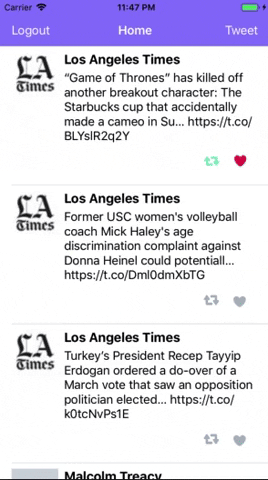 Carrier 11:47 PM
Logout Home Tweet
LA Times
Los Angeles Times
“Game of Thrones” has killed off
another breakout character: The
Starbucks cup that accidentally
made a cameo in Su... https://t.co/
BLYslR2q2Y
LA Times
Los Angeles Times
Former USC women's volleyball
coach Mick Haley's age
discrimination complaint against
Donna Heinel could potentiall...
https://t.co/Dml0dmXbTG
LA Times
Los Angeles Times
Turkey’s President Recep Tayyip
Erdogan ordered a do-over of a
March vote that saw an opposition
politician elected... https://t.co/
k0tcNvPs1E
Malcolm Treacy